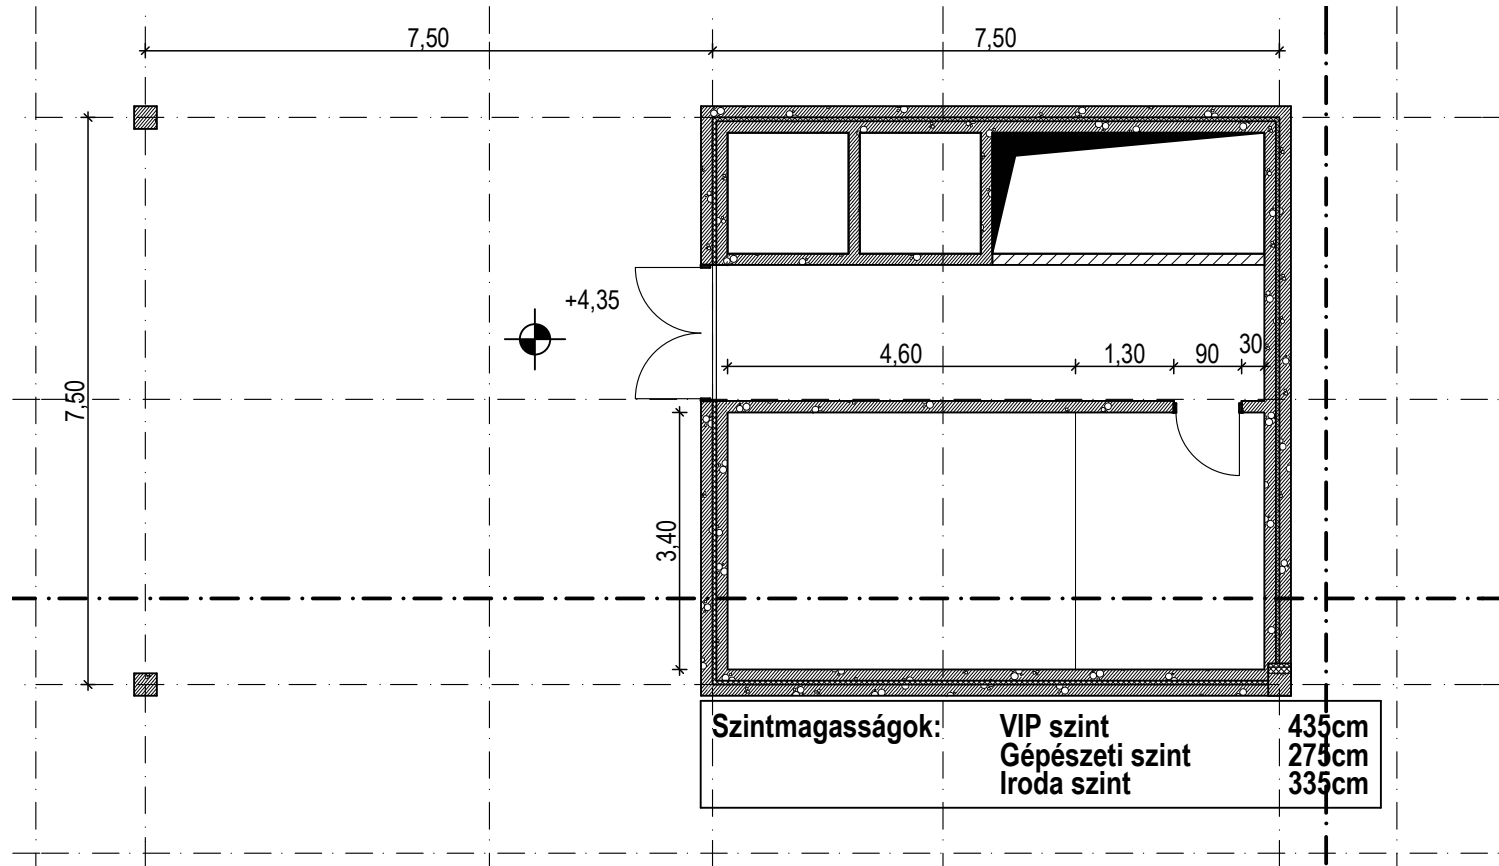 7,50 7,50
+4,35
4,60 1,30 90 30
7,50
3,40
Szintmagasságok: VIP szint 435cm
Gépészeti szint 275cm
Iroda szint 335cm